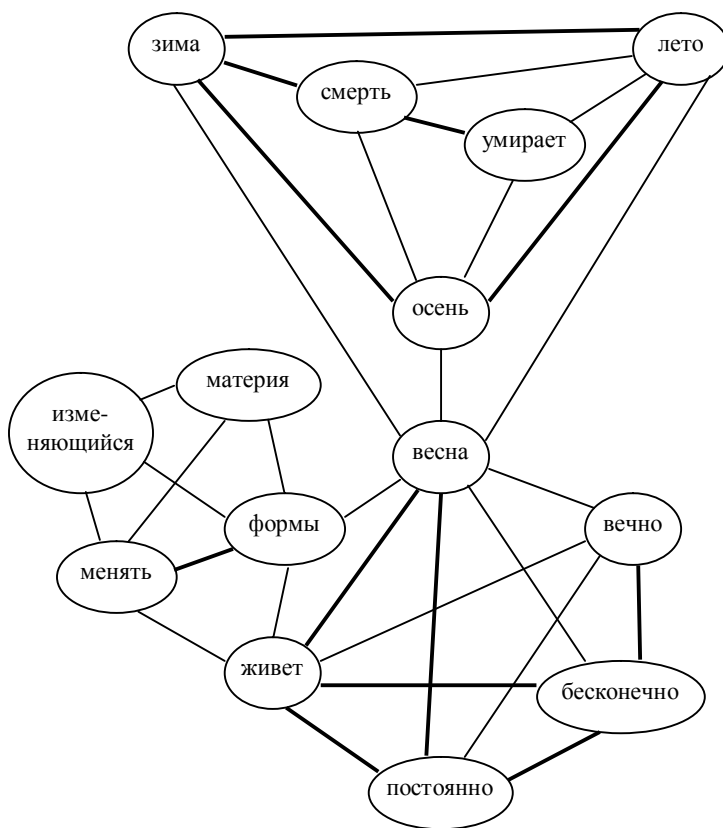 зима
лето
смерть
умирает
осень
материя
изме-
няющийся
весна
формы
вечно
менять
живет
бесконечно
постоянно